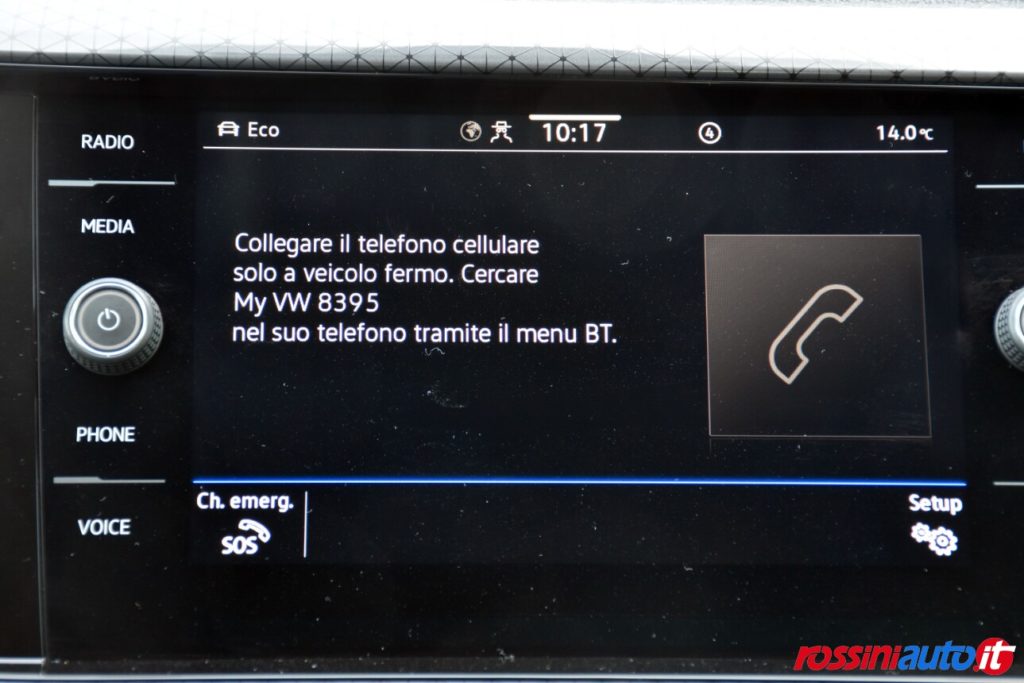 RADIO
MEDIA
PHONE
VOICE
Eco
10:17
4
14.0°C
Collegare il telefono cellulare
solo a veicolo fermo. Cercare
My VW 8395
nel suo telefono tramite il menu BT.
Ch. emerg.
SOS
Setup
rossiniauto.it